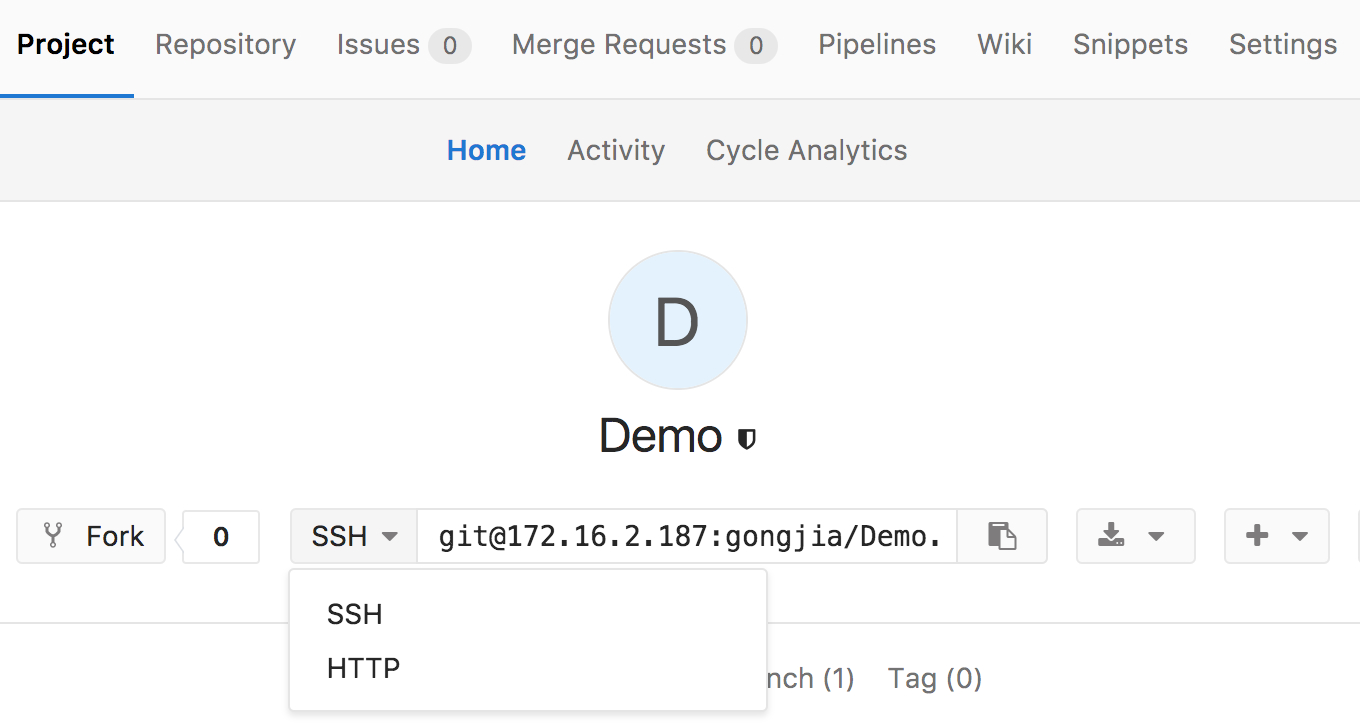 Project Repository Issues 0 Merge Requests 0 Pipelines Wiki Snippets Settings
Home Activity Cycle Analytics
D
Demo
Fork 0 SSH git@172.16.2.187:gongjia/Demo.
SSH
HTTP
nch (1) Tag (0)